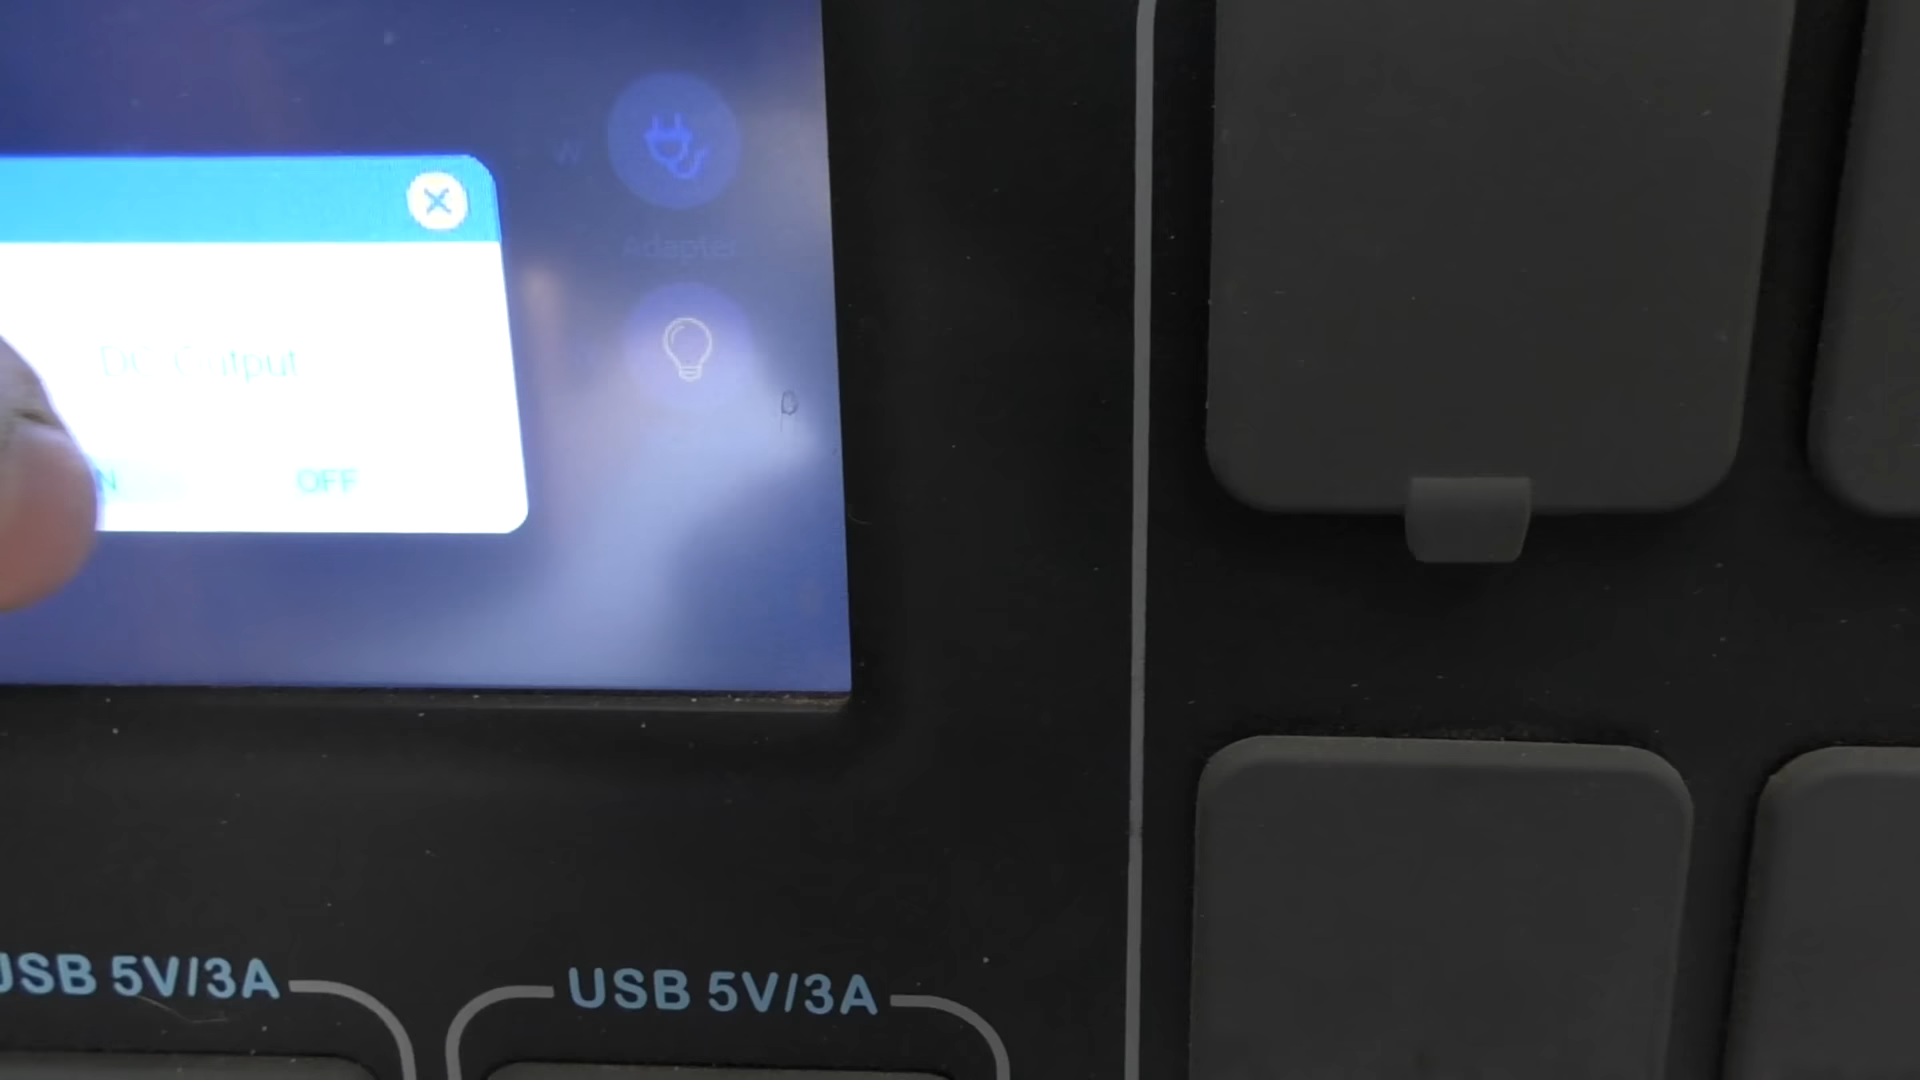 W
Adapter
DC Output
N
OFF
USB 5V/3A
USB 5V/3A